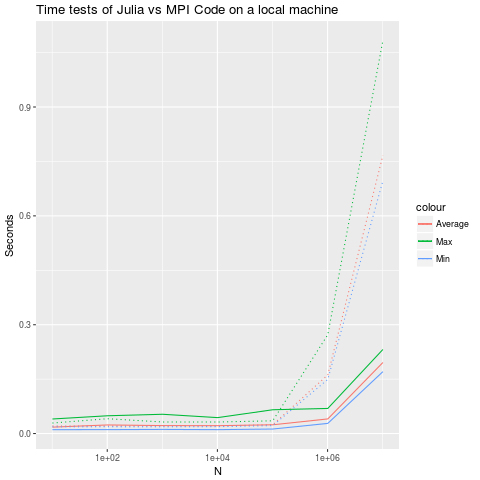 Time tests of Julia vs MPI Code on a local machine
Seconds
0.9
0.6
0.3
0.0
1e+02
1e+04
1e+06
N
colour
Average
Max
Min